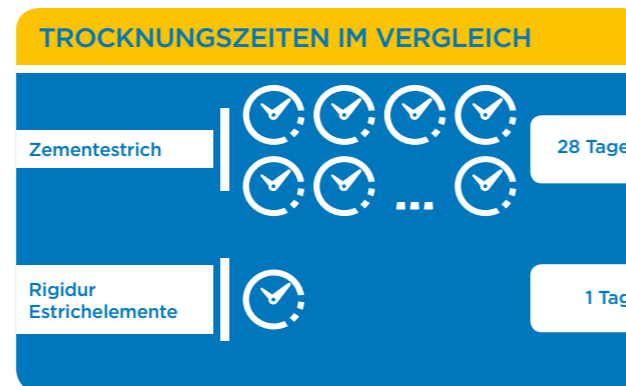 TROCKNUNGSZEITEN IM VERGLEICH
Zementestrich
...
28 Tage
Rigidur
Estrichelemente
1 Tag